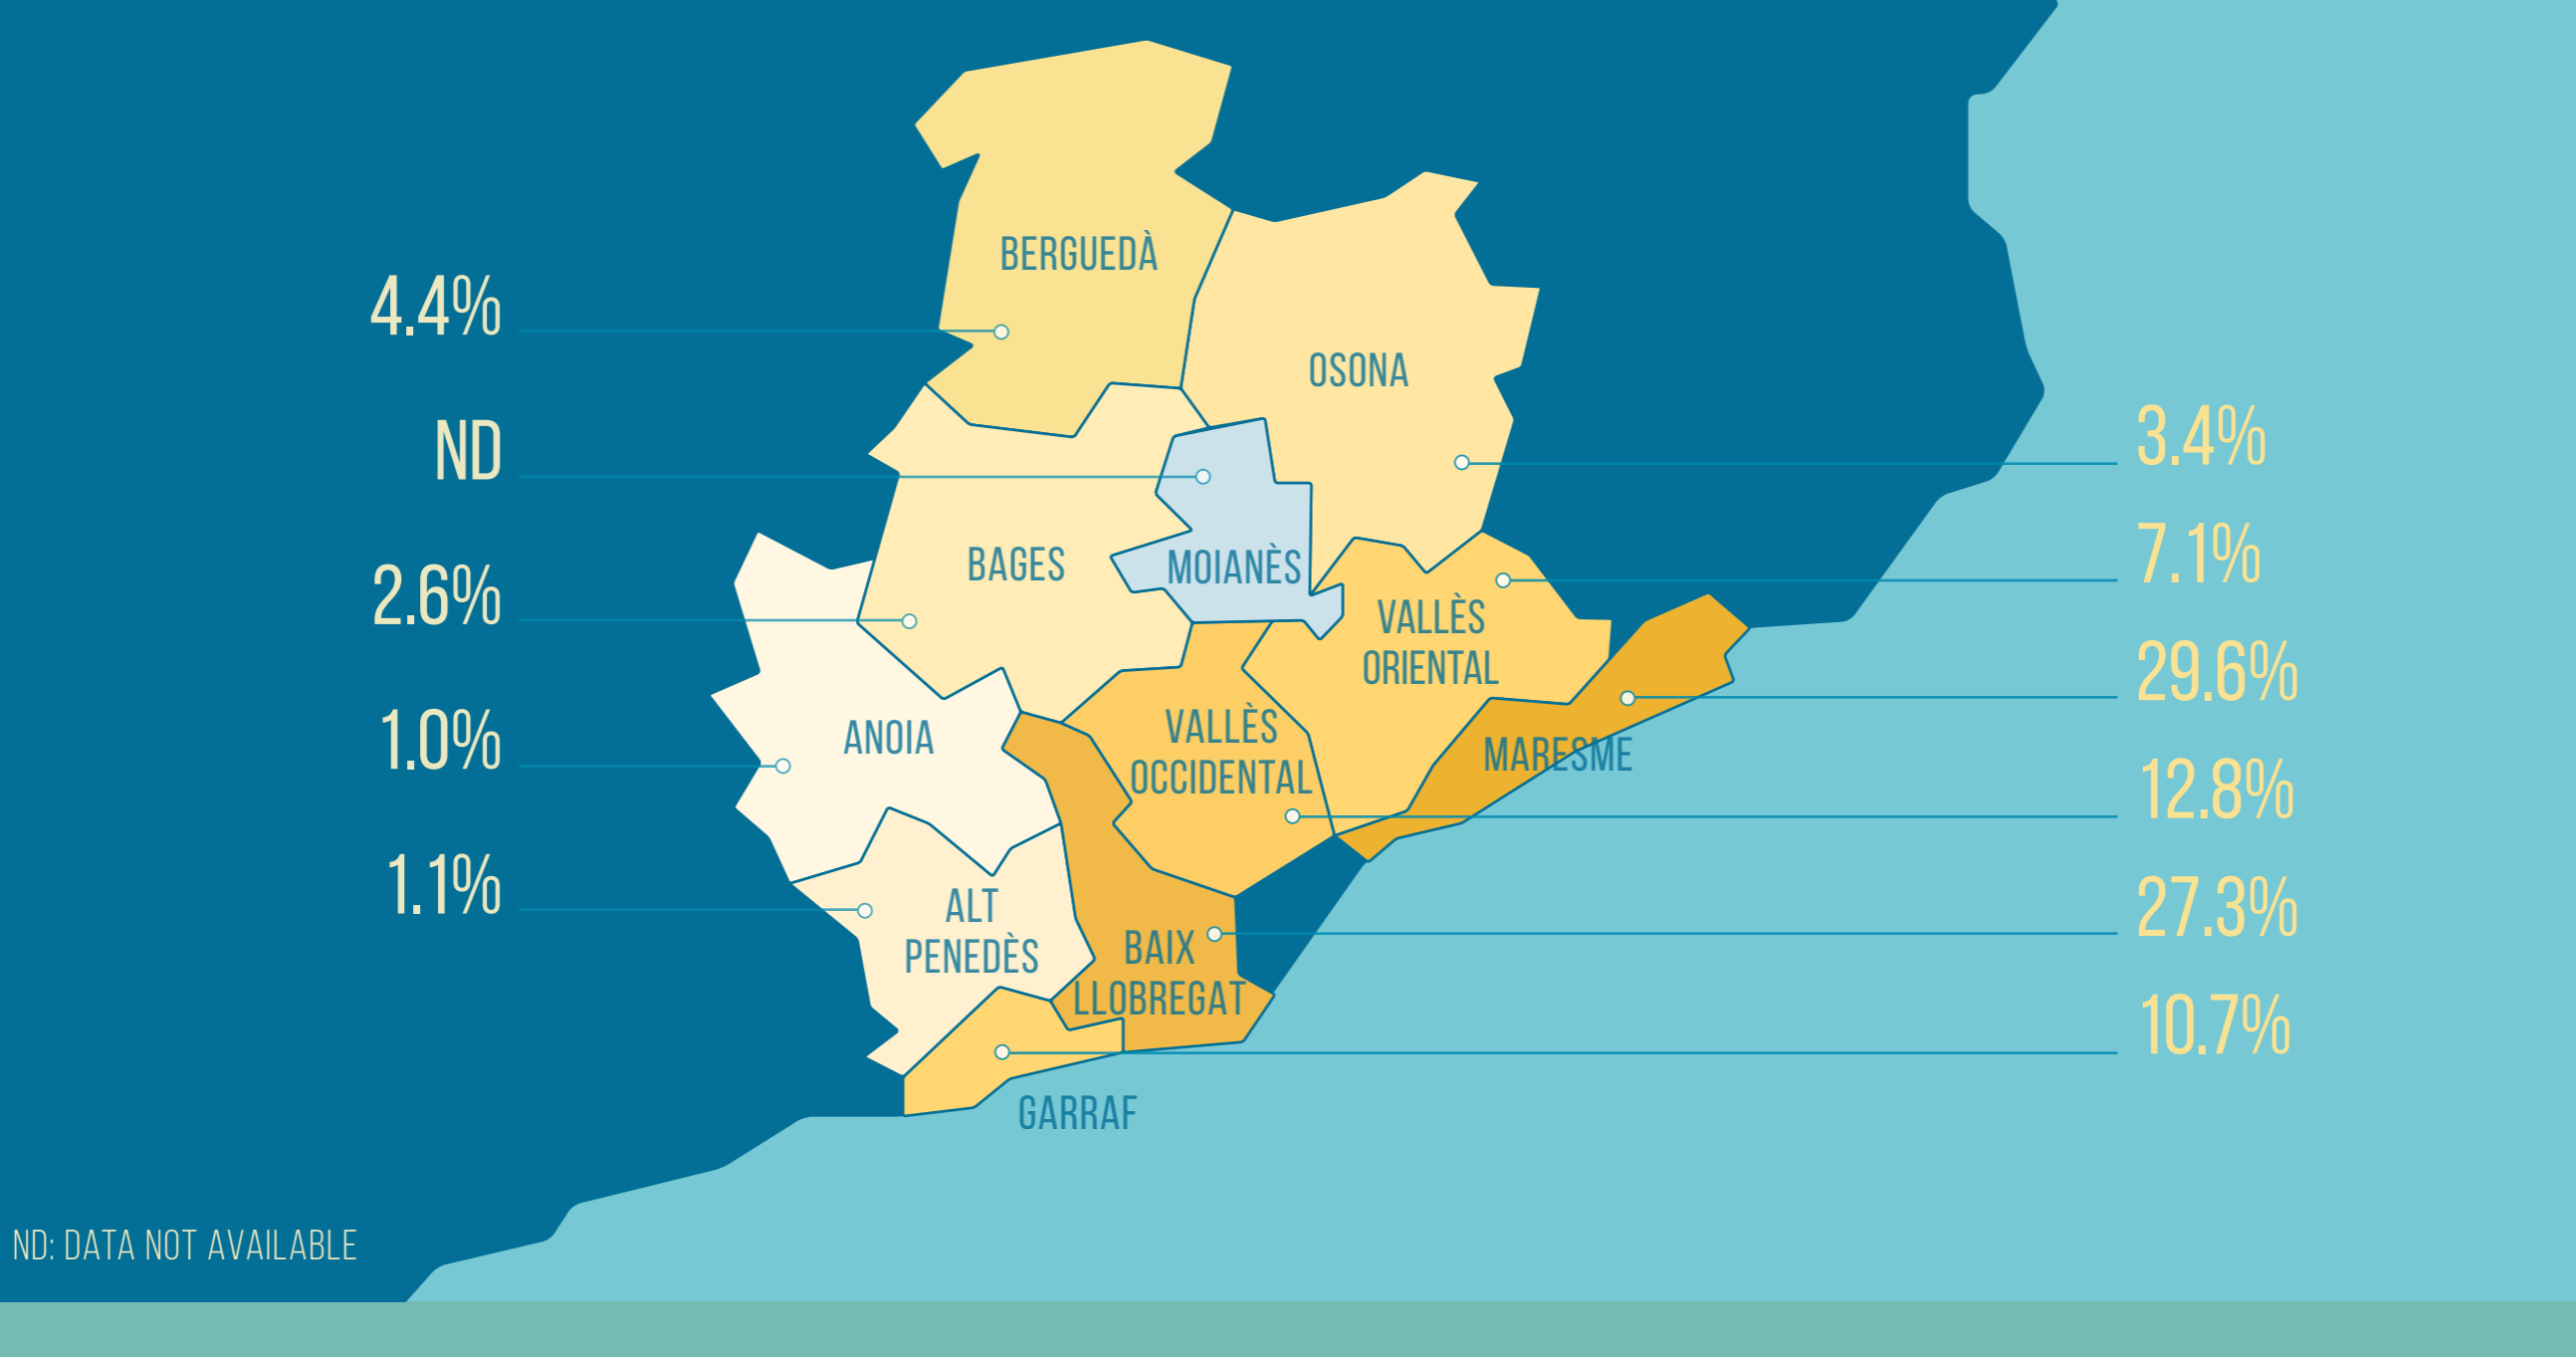 BERGUEDÀ
4.4%
OSONA
ND
3.4%
7.1%
BAGES
MOIANÈS
2.6%
VALLÈS
ORIENTAL
29.6%
1.0%
ANOIA
VALLÈS
OCCIDENTAL
MARESME
12.8%
1.1%
ALT
PENEDÈS
27.3%
BAIX
LLOBREGAT
10.7%
GARRAF
ND: DATA NOT AVAILABLE